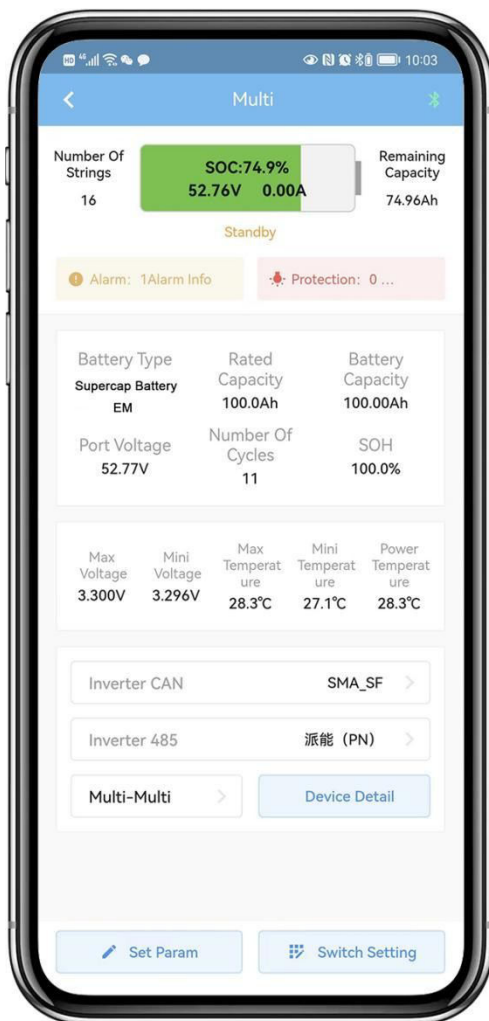 HD 4G 10:03
Multi
Number Of
Strings
16
SOC:74.9%
52.76V 0.00A
Remaining
Capacity
74.96Ah
Standby
Alarm: 1Alarm Info
Protection: 0 ...
Battery Type
Supercap Battery
EM
Rated
Capacity
100.0Ah
Battery
Capacity
100.00Ah
Port Voltage
52.77V
Number Of
Cycles
11
SOH
100.0%
Max
Voltage
3.300V
Mini
Voltage
3.296V
Max
Temperat
ure
28.3℃
Mini
Temperat
ure
27.1℃
Power
Temperat
ure
28.3℃
Inverter CAN SMA_SF
Inverter 485 派能（PN）
Multi-Multi
Device Detail
Set Param
Switch Setting